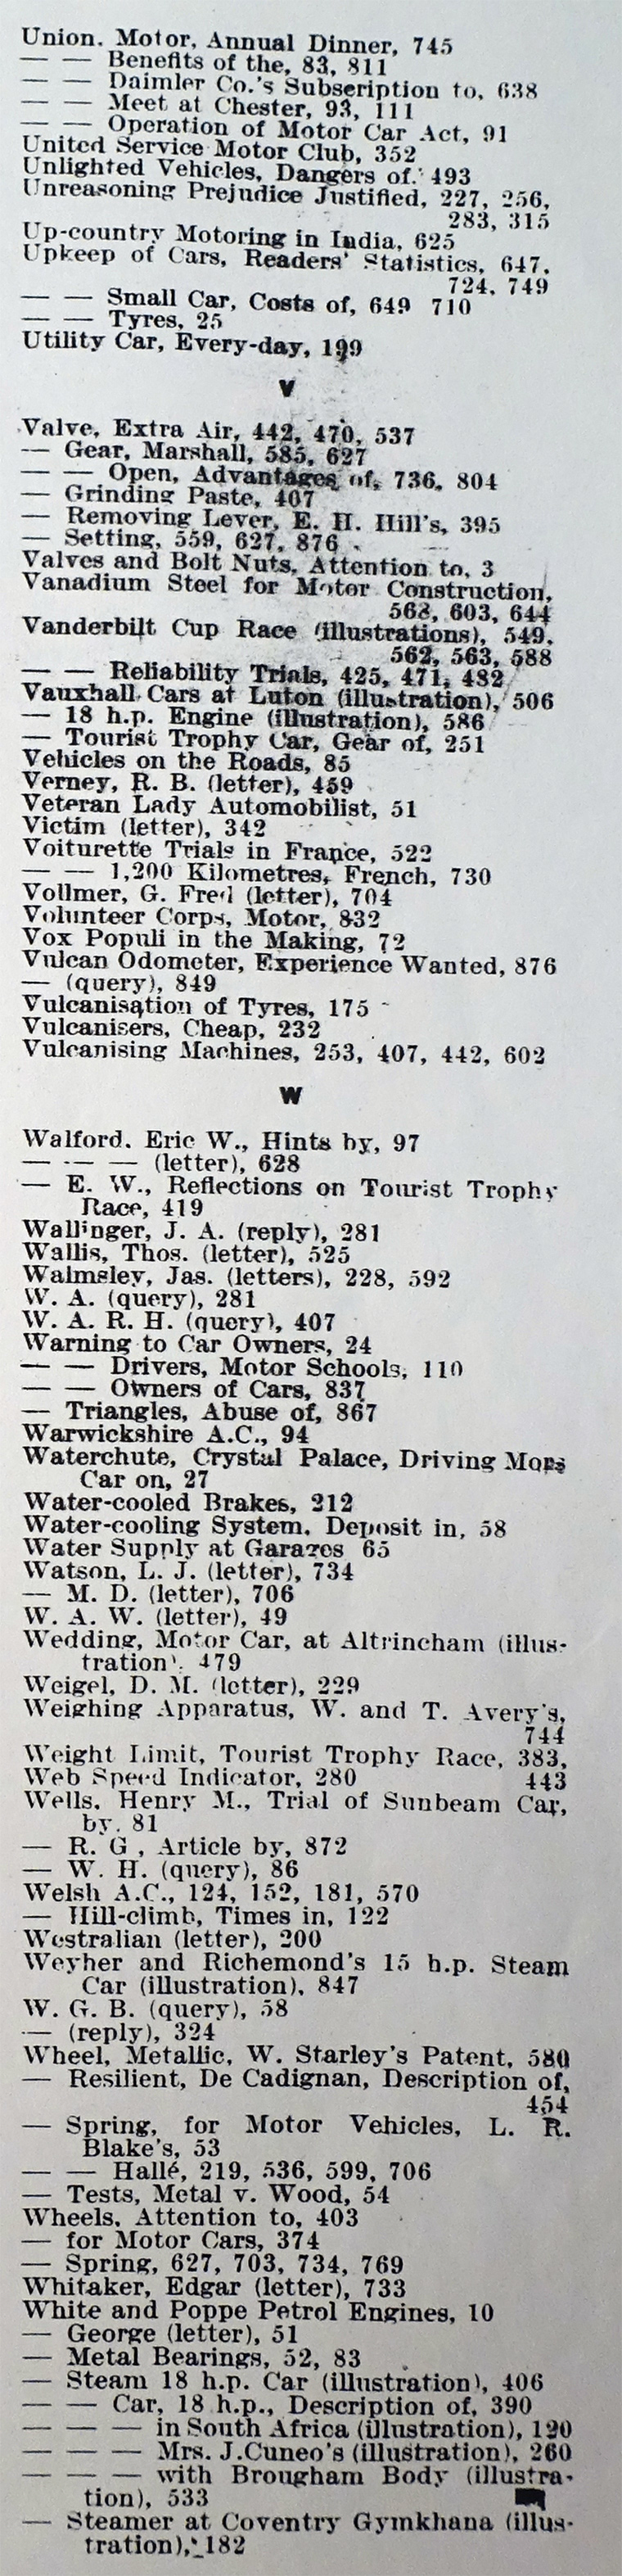 Union, Motor, Annual Dinner, 745
— — Benefits of the, 83, 811
— — Daimler Co.'s Subscription to, 638
— — Meet at Chester, 93, 111
— — Operation of Motor Car Act, 91
United Service Motor Club, 352
Unlighted Vehicles, Dangers of, 493
Unreasoning Prejudice Justified, 227, 256,
283, 315
Up-country Motoring in India, 625
Upkeep of Cars, Readers' Statistics, 647,
724, 749
— — Small Car, Costs of, 649 710
— — Tyres, 25
Utility Car, Every-day, 199
V
Valve, Extra Air, 442, 470, 537
— Gear, Marshall, 585, 627
— — Open, Advantages of, 736, 804
— Grinding Paste, 407
— Removing Lever, E. H. Hill's, 395
— Setting, 559, 627, 876
Valves and Bolt Nuts, Attention to, 3
Vanadium Steel for Motor Construction,
568, 603, 644
Vanderbilt Cup Race (illustrations), 549,
562, 563, 588
— — Reliability Trials, 425, 471, 482
Vauxhall Cars at Luton (illustration), 506
— 18 h.p. Engine (illustration), 586
— Tourist Trophy Car, Gear of, 251
Vehicles on the Roads, 85
Verney, R. B. (letter), 459
Veteran Lady Automobilist, 51
Victim (letter), 342
Voiturette Trials in France, 522
— — 1,200 Kilometres, French, 730
Vollmer, G. Fred (letter), 704
Volunteer Corps, Motor, 832
Vox Populi in the Making, 72
Vulcan Odometer, Experience Wanted, 876
— (query), 849
Vulcanisation of Tyres, 175
Vulcanisers, Cheap, 232
Vulcanising Machines, 253, 407, 442, 602
W
Walford, Eric W., Hints by, 97
— — — (letter), 628
— E. W., Reflections on Tourist Trophy
Race, 419
Wallinger, J. A. (reply), 281
Wallis, Thos. (letter), 525
Walmsley, Jas. (letters), 228, 592
W. A. (query), 281
W. A. R. H. (query), 407
Warning to Car Owners, 24
— — Drivers, Motor Schools, 110
— — Owners of Cars, 837
— Triangles, Abuse of, 867
Warwickshire A.C., 94
Waterchute, Crystal Palace, Driving Mors
Car on, 27
Water-cooled Brakes, 212
Water-cooling System, Deposit in, 58
Water Supply at Garages 65
Watson, L. J. (letter), 734
— M. D. (letter), 706
W. A. W. (letter), 49
Wedding, Motor Car, at Altrincham (illus-
tration), 479
Weigel, D. M. (letter), 229
Weighing Apparatus, W. and T. Avery's,
744
Weight Limit, Tourist Trophy Race, 383,
Web Speed Indicator, 280 443
Wells, Henry M., Trial of Sunbeam Car,
by, 81
— R. G., Article by, 872
— W. H. (query), 86
Welsh A.C., 124, 152, 181, 570
— Hill-climb, Times in, 122
Westralian (letter), 200
Weyher and Richemond's 15 h.p. Steam
Car (illustration), 847
W. G. B. (query), 58
— (reply), 324
Wheel, Metallic, W. Starley's Patent, 580
— Resilient, De Cadignan, Description of,
454
— Spring, for Motor Vehicles, L. R.
Blake's, 53
— — Hallé, 219, 536, 599, 706
— Tests, Metal v. Wood, 54
Wheels, Attention to, 403
— for Motor Cars, 374
— Spring, 627, 703, 734, 769
Whitaker, Edgar (letter), 733
White and Poppe Petrol Engines, 10
— George (letter), 51
— Metal Bearings, 52, 83
— Steam 18 h.p. Car (illustration), 406
— — Car, 18 h.p., Description of, 390
— — — in South Africa (illustration), 120
— — — Mrs. J.Cuneo's (illustration), 260
— — — with Brougham Body (illustra-
tion), 533
— Steamer at Coventry Gymkhana (illus-
tration), 182